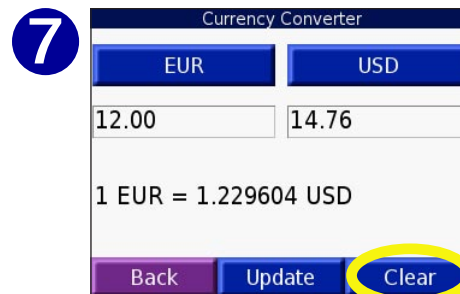 7
Currency Converter
EUR USD
12.00 14.76
1 EUR = 1.229604 USD
Back Update Clear